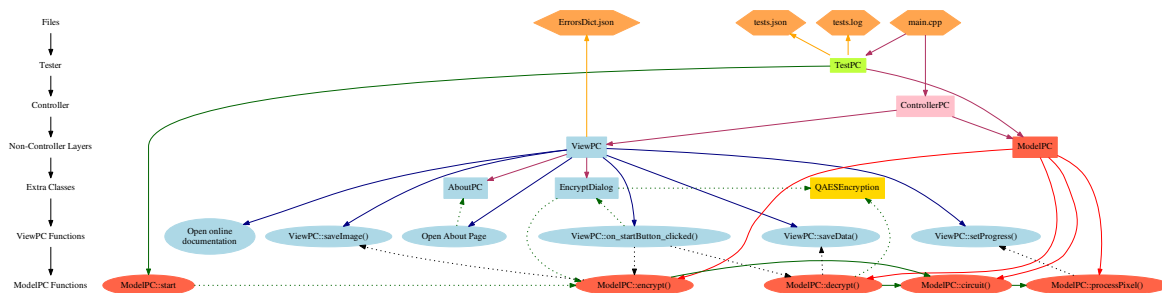 Files
ErrorsDict.json
tests.json
tests.log
main.cpp
Tester
TestPC
Controller
ControllerPC
Non-Controller Layers
ViewPC
ModelPC
Extra Classes
AboutPC
EncryptDialog
QAESEncryption
ViewPC Functions
Open online
documentation
ViewPC::saveImage()
Open About Page
ViewPC::on_startButton_clicked()
ViewPC::saveData()
ViewPC::setProgress()
ModelPC Functions
ModelPC::start
ModelPC::encrypt()
ModelPC::decrypt()
ModelPC::circuit()
ModelPC::processPixel()